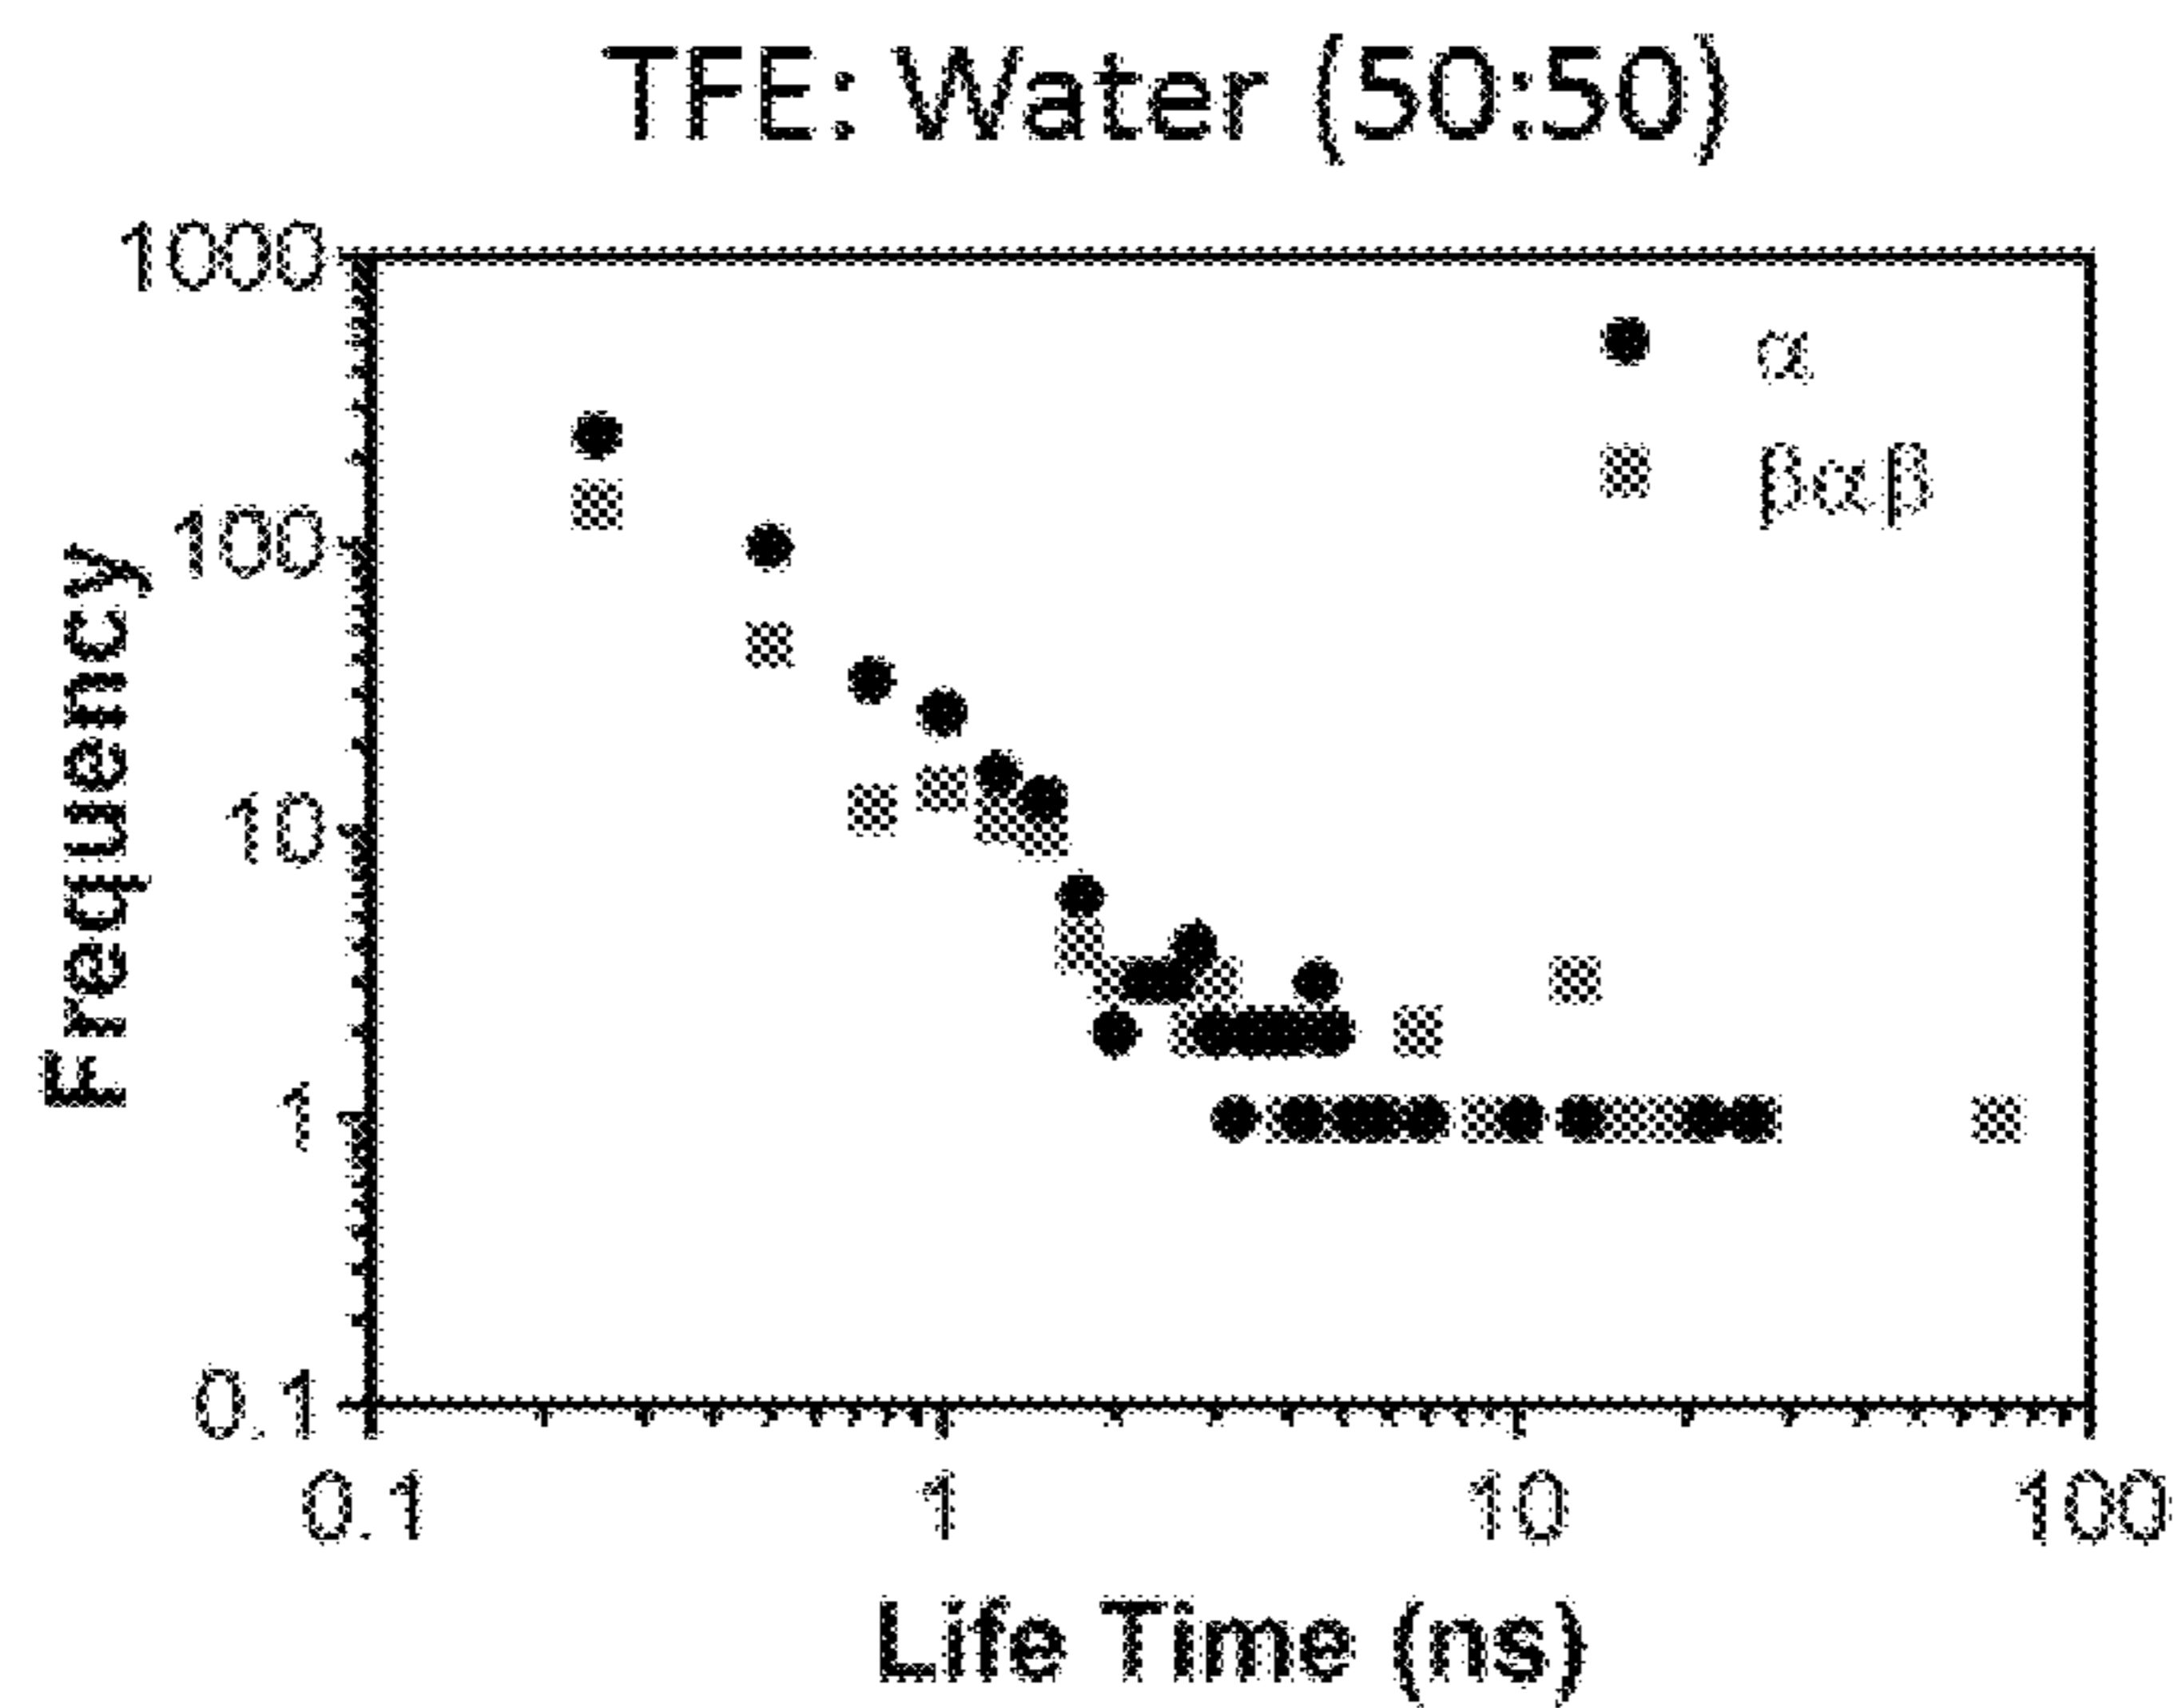 TFE: Water (50:50)
1000
α
βαβ
100
10
1
0.1
Frequency
0.1 1 10 100
Life Time (ns)